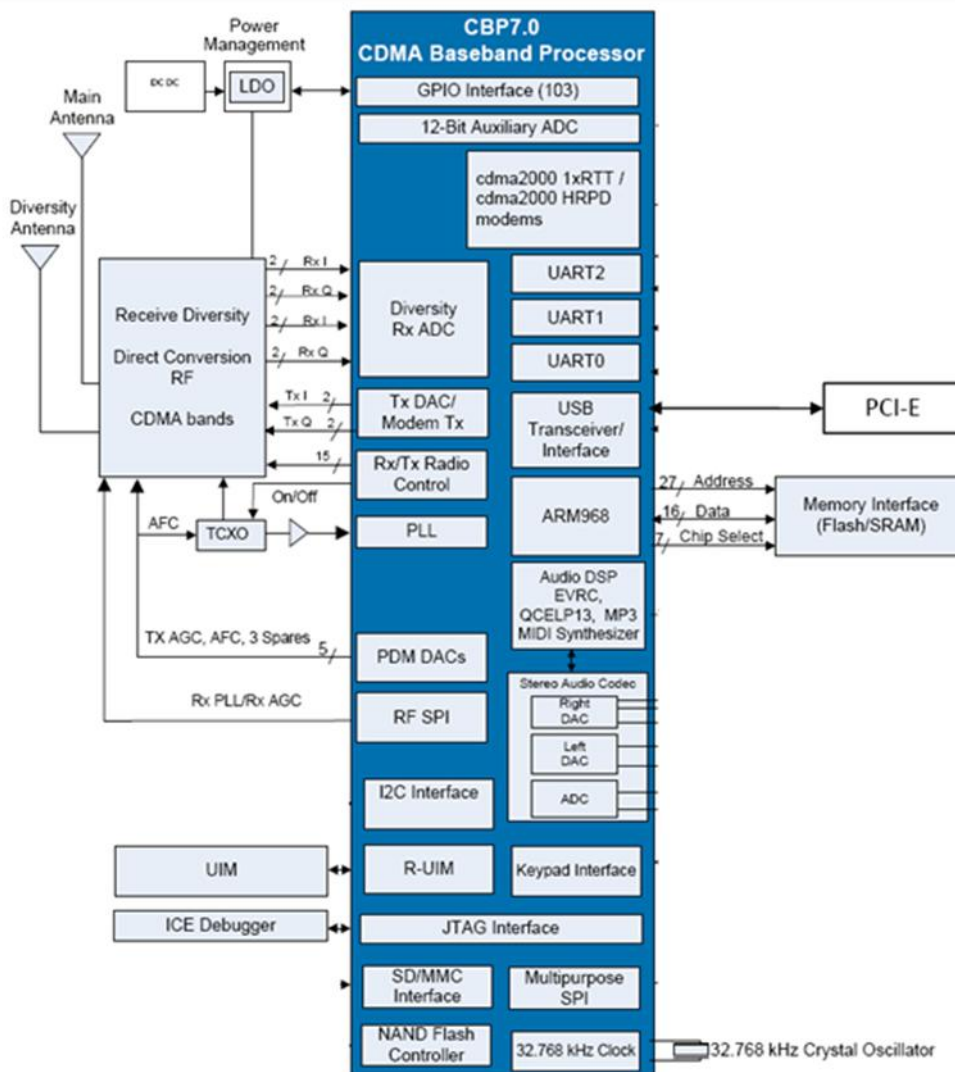 CBP7.0
CDMA Baseband Processor
Power
Management
DC DC
LDO
GPIO Interface (103)
Main
Antenna
12-Bit Auxiliary ADC
cdma2000 1xRTT /
cdma2000 HRPD
modems
Diversity
Antenna
2
Rx I
2
Rx Q
2
Rx I
2
Rx Q
Receive Diversity
Direct Conversion
RF
CDMA bands
Diversity
Rx ADC
UART2
UART1
UART0
Tx I
2
Tx Q
2
Tx DAC/
Modem Tx
USB
Transceiver/
Interface
PCI-E
15
Rx/Tx Radio
Control
On/Off
27
Address
16
Data
7
Chip Select
ARM968
Memory Interface
(Flash/SRAM)
AFC
TCXO
PLL
Audio DSP
EVRC,
QCELP13, MP3
MIDI Synthesizer
TX AGC, AFC, 3 Spares
5
PDM DACs
Stereo Audio Codec
Right
DAC
Left
DAC
ADC
Rx PLL/Rx AGC
RF SPI
I2C Interface
UIM
R-UIM
Keypad Interface
ICE Debugger
JTAG Interface
SD/MMC
Interface
Multipurpose
SPI
NAND Flash
Controller
32.768 kHz Clock
32.768 kHz Crystal Oscillator